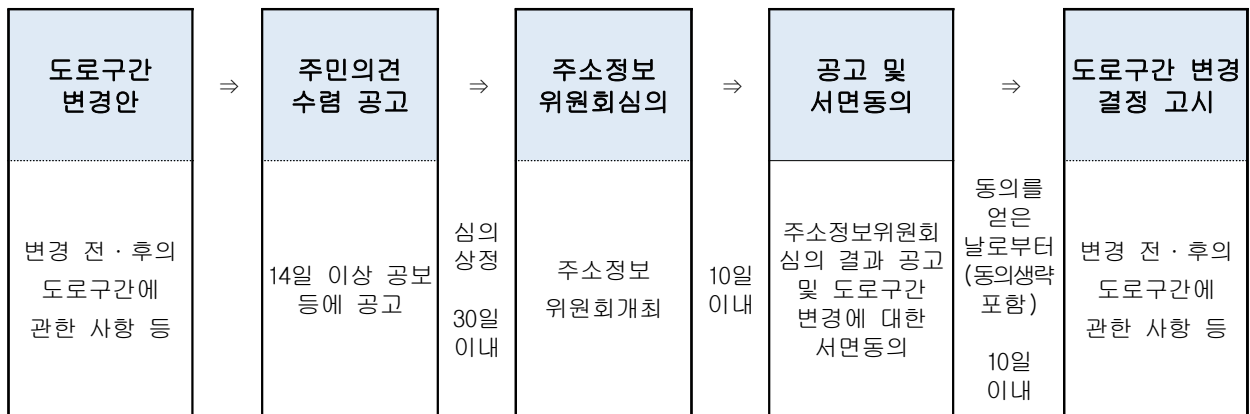 도로구간
변경안
⇒
주민의견
수렴 공고
⇒
주소정보
위원회심의
⇒
공고 및
서면동의
⇒
도로구간 변경
결정 고시
변경 전·후의
도로구간에
관한 사항 등
14일 이상 공보
등에 공고
심의
상정
30일
이내
주소정보
위원회개최
10일
이내
주소정보위원회
심의 결과 공고
및 도로구간
변경에 대한
서면동의
동의를
얻은
날로부터
(동의생략
포함)
10일
이내
변경 전·후의
도로구간에
관한 사항 등